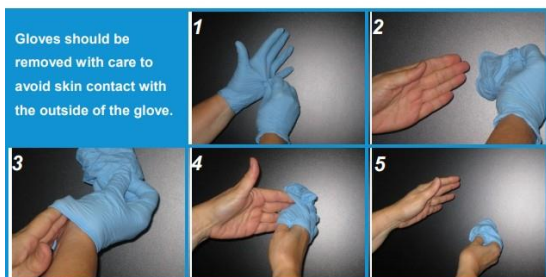 Gloves should be
removed with care to
avoid skin contact with
the outside of the glove.
1
2
3
4
5